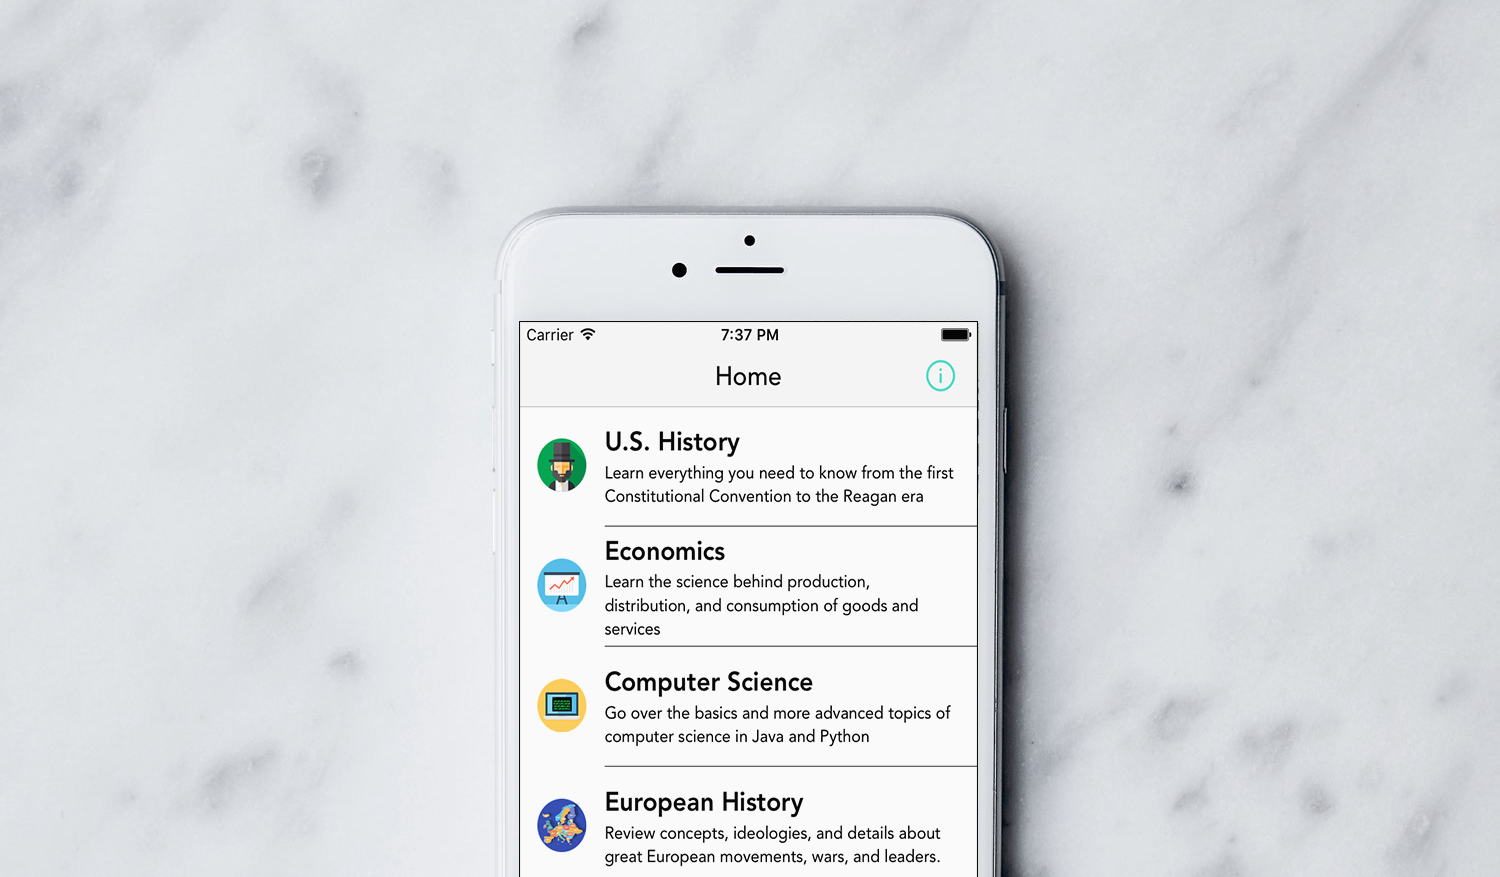 Carrier 7:37 PM
Home
U.S. History
Learn everything you need to know from the first
Constitutional Convention to the Reagan era
Economics
Learn the science behind production,
distribution, and consumption of goods and
services
Computer Science
Go over the basics and more advanced topics of
computer science in Java and Python
European History
Review concepts, ideologies, and details about
great European movements, wars, and leaders.